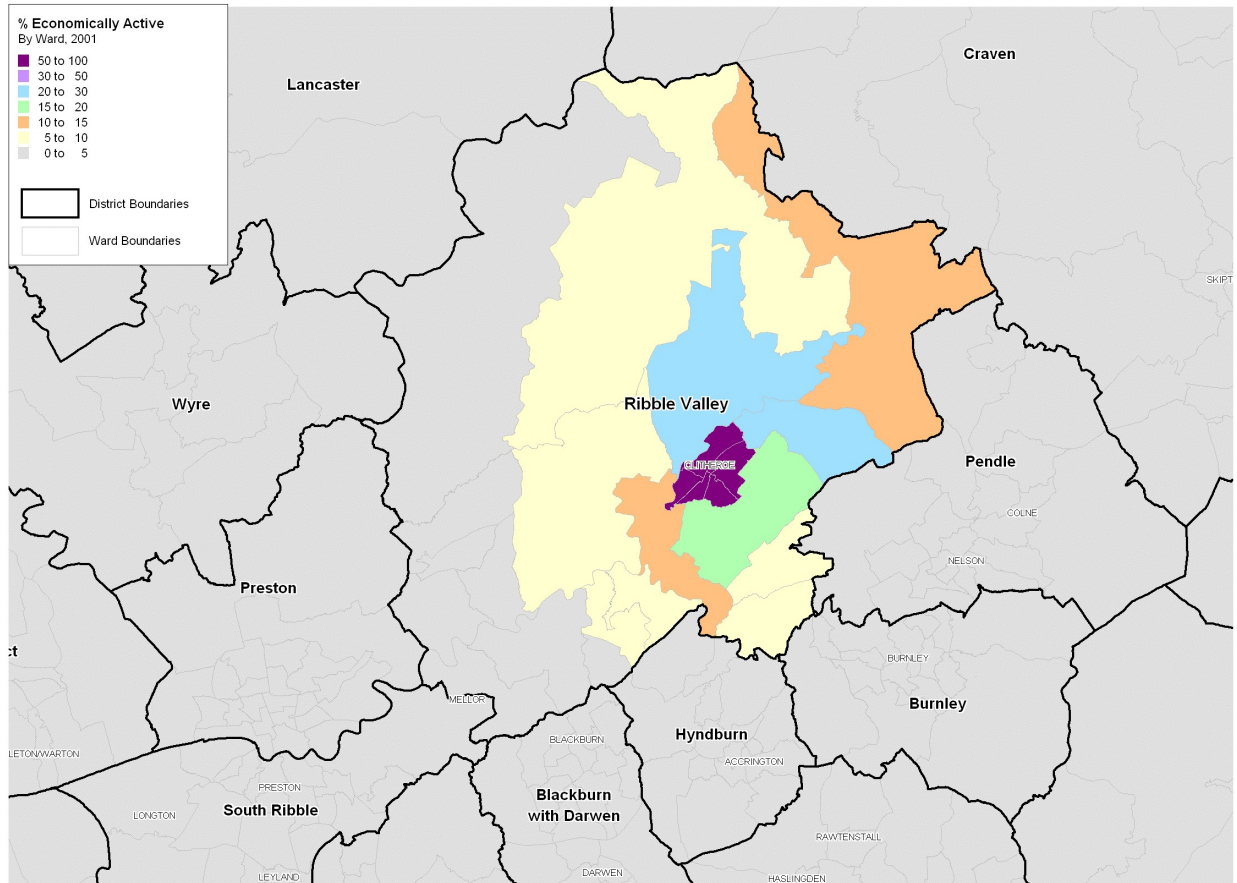 % Economically Active
By Ward, 2001
50 to 100
30 to 50
20 to 30
15 to 20
10 to 15
5 to 10
0 to 5
District Boundaries
Ward Boundaries
Lancaster
Craven
SKIPT
Wyre
Ribble Valley
CLITHEROE
Pendle
COLNE
NELSON
Preston
ct
BURNLEY
MELLOR
Burnley
Hyndburn
BLACKBURN
LETON/WARTON
ACCRINGTON
PRESTON
Blackburn
with Darwen
South Ribble
LONGTON
RAWTENSTALL
DARWEN
LEYLAND
HASLINGDEN